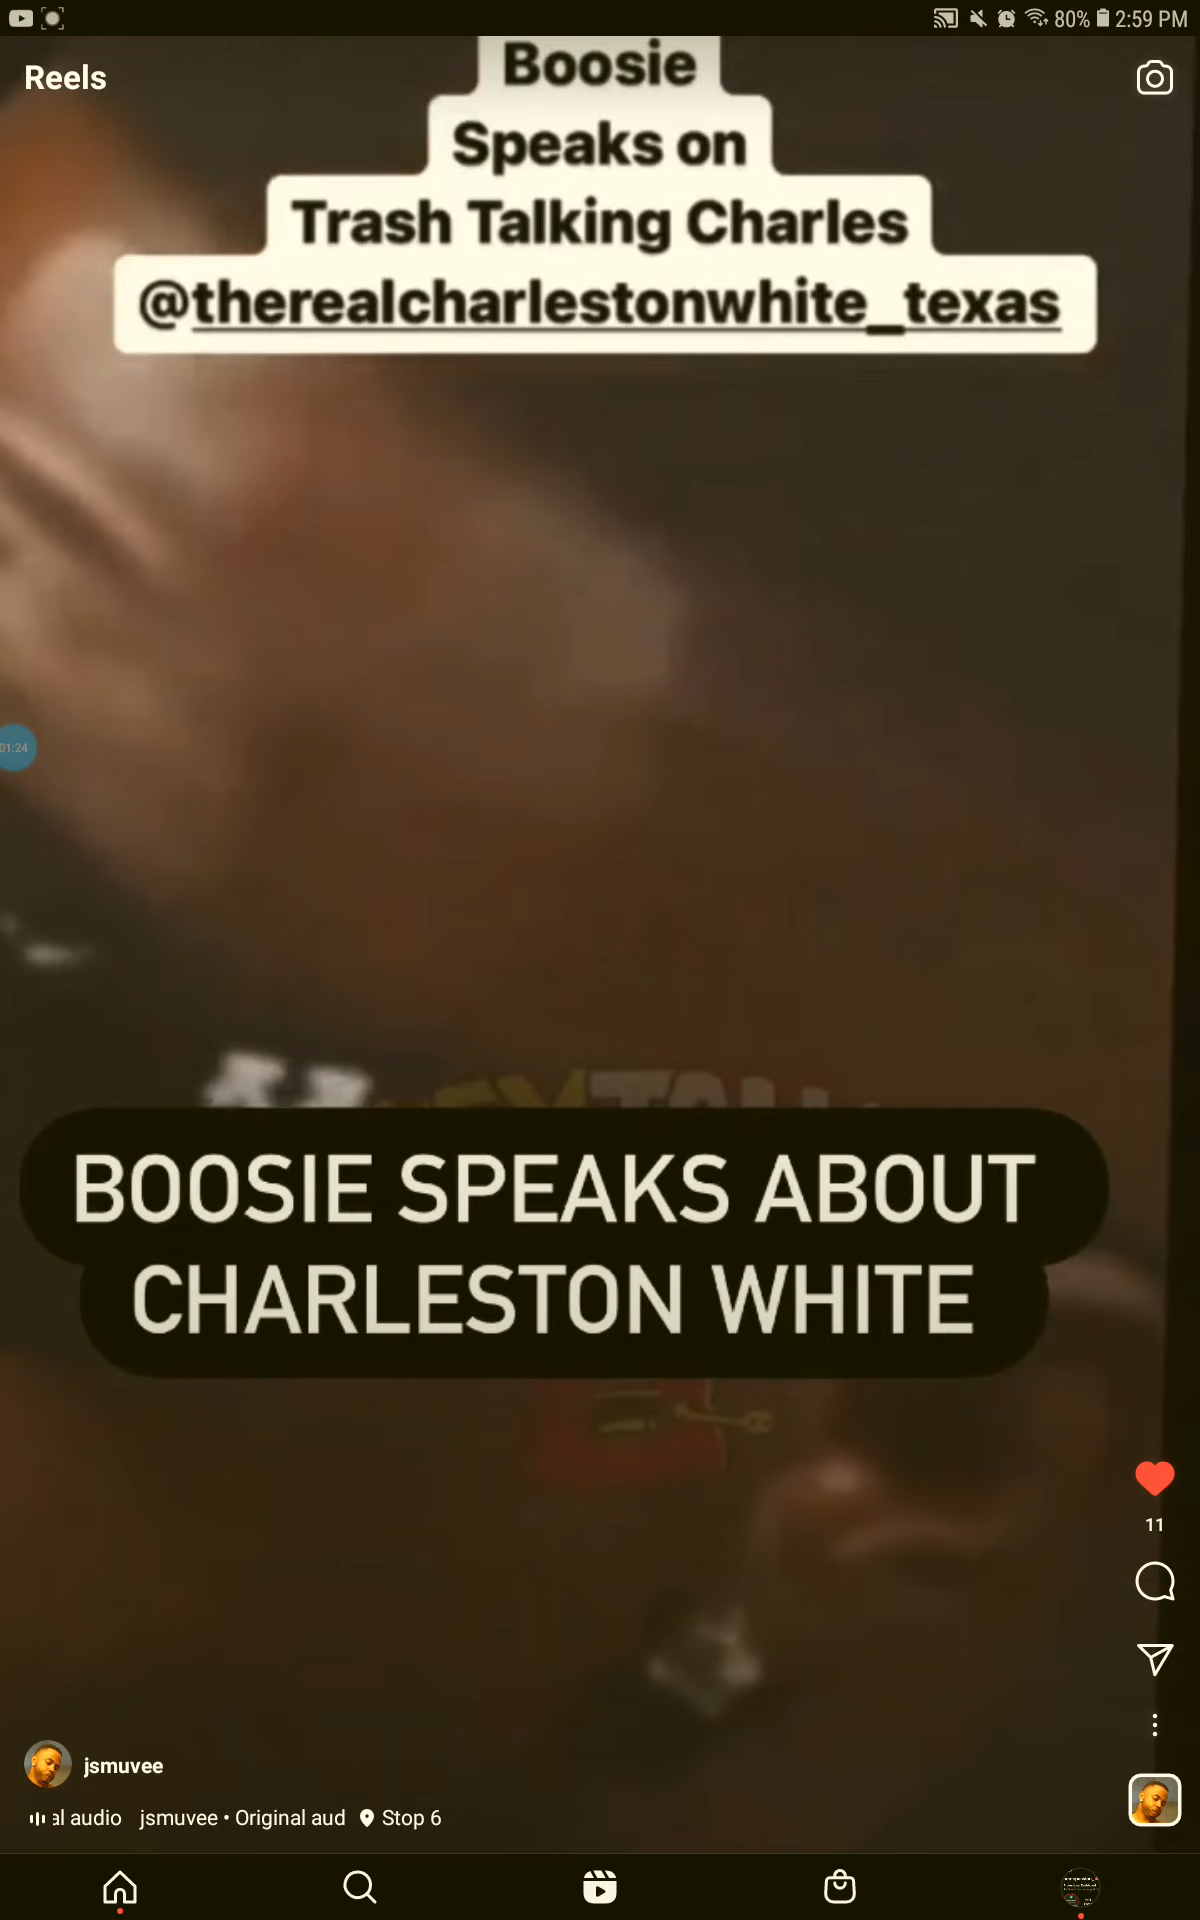 80% 2:59 PM
Reels
Boosie
Speaks on
Trash Talking Charles
@therealcharlestonwhite_texas
01:24
BOOSIE SPEAKS ABOUT
CHARLESTON WHITE
11
jsmuvee
al audio jsmuvee • Original aud Stop 6